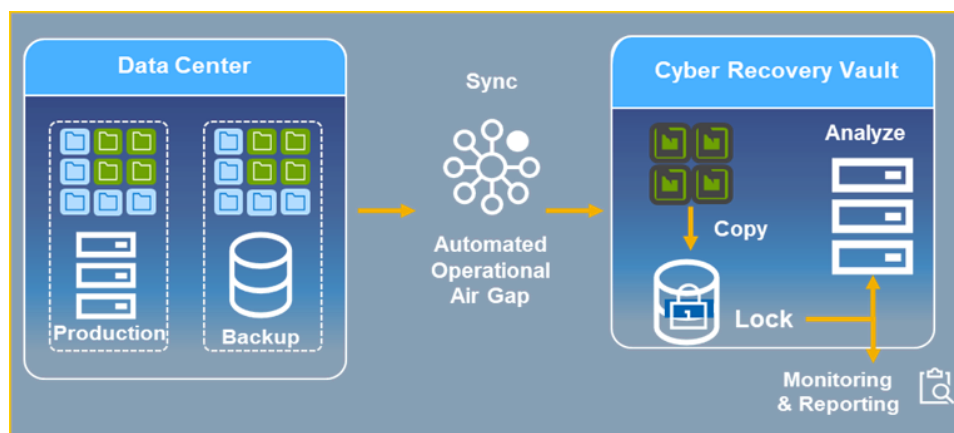 Data Center
Production
Backup
Sync
Automated
Operational
Air Gap
Cyber Recovery Vault
Analyze
Copy
Lock
Monitoring
& Reporting